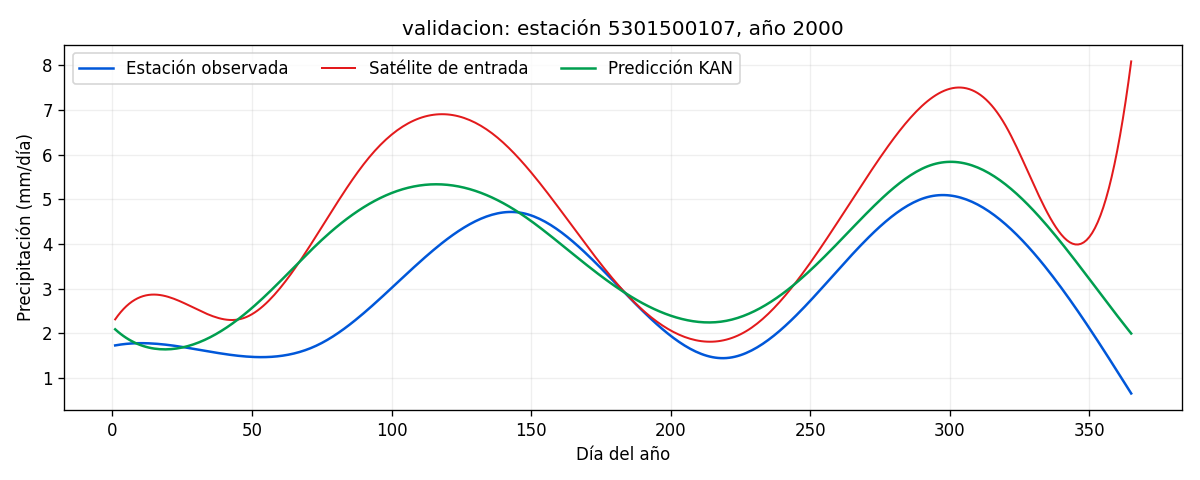 validacion: estación 5301500107, año 2000
Estación observada
Satélite de entrada
Predicción KAN
Precipitación (mm/día)
8
7
6
5
4
3
2
1
0
50
100
150
200
250
300
350
Día del año